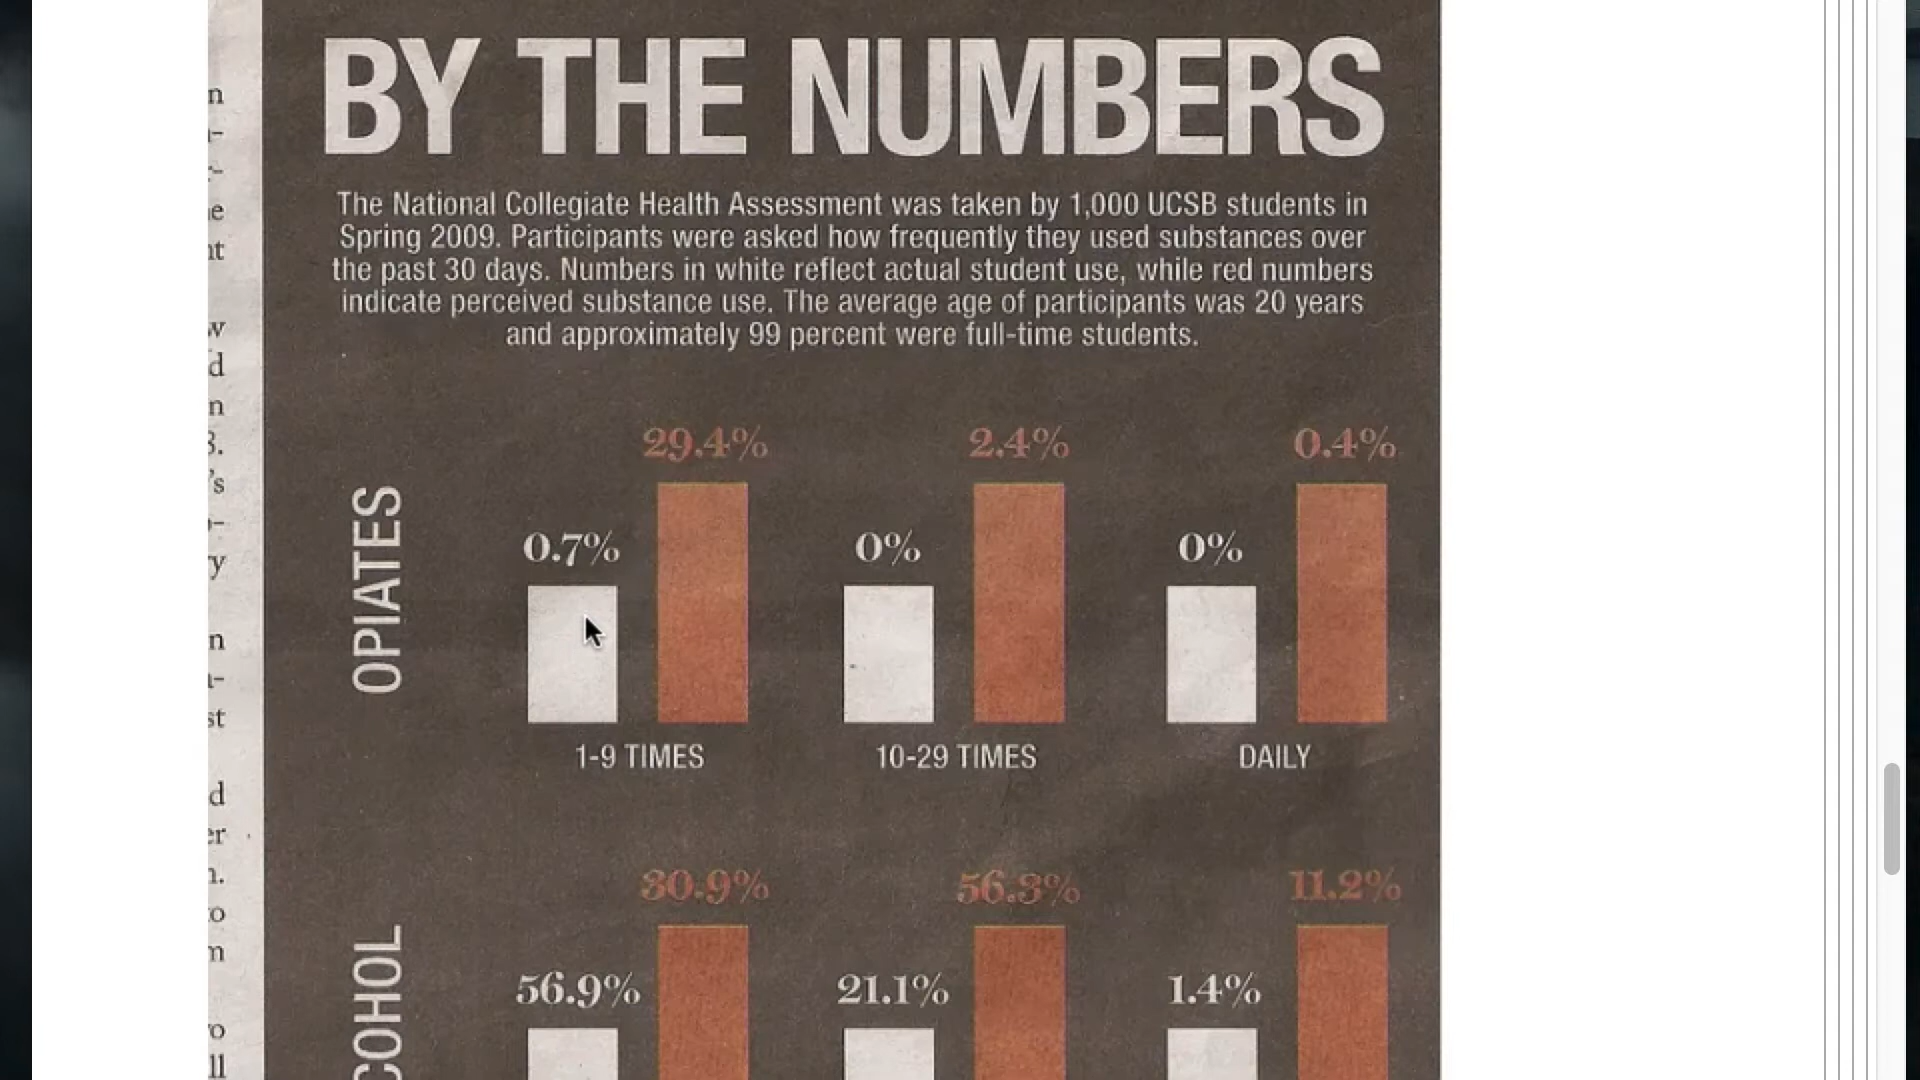 BY THE NUMBERS
The National Collegiate Health Assessment was taken by 1,000 UCSB students in
Spring 2009. Participants were asked how frequently they used substances over
the past 30 days. Numbers in white reflect actual student use, while red numbers
indicate perceived substance use. The average age of participants was 20 years
and approximately 99 percent were full-time students.
OPIATES
29.4% 2.4% 0.4%
0.7% 0% 0%
1-9 TIMES 10-29 TIMES DAILY
COHOL
30.9% 56.3% 11.2%
56.9% 21.1% 1.4%